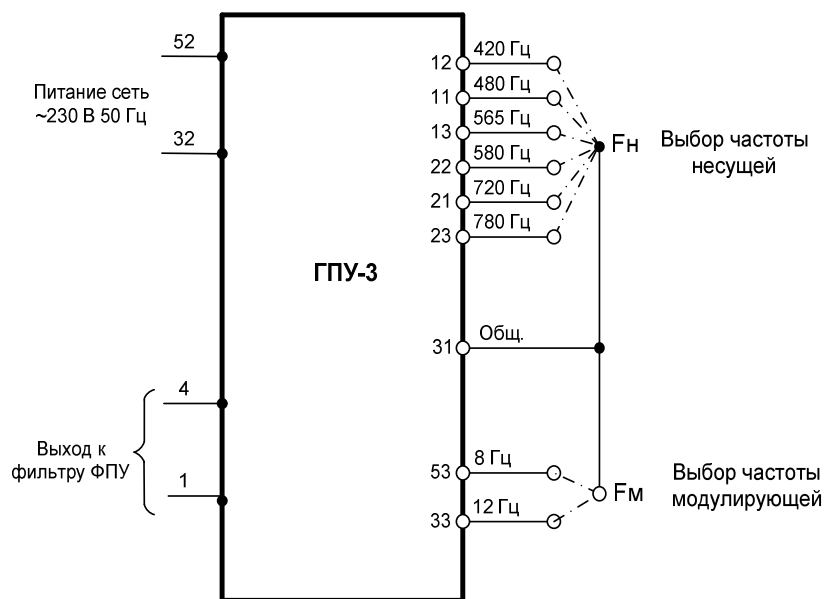 52
Питание сеть
~230 В 50 Гц
32
4
Выход к
фильтру ФПУ
1
ГПУ-3
12 420 Гц
11 480 Гц
13 565 Гц
22 580 Гц
21 720 Гц
23 780 Гц
Fн
Выбор частоты
несущей
31 Общ.
53 8 Гц
33 12 Гц
Fм
Выбор частоты
модулирующей